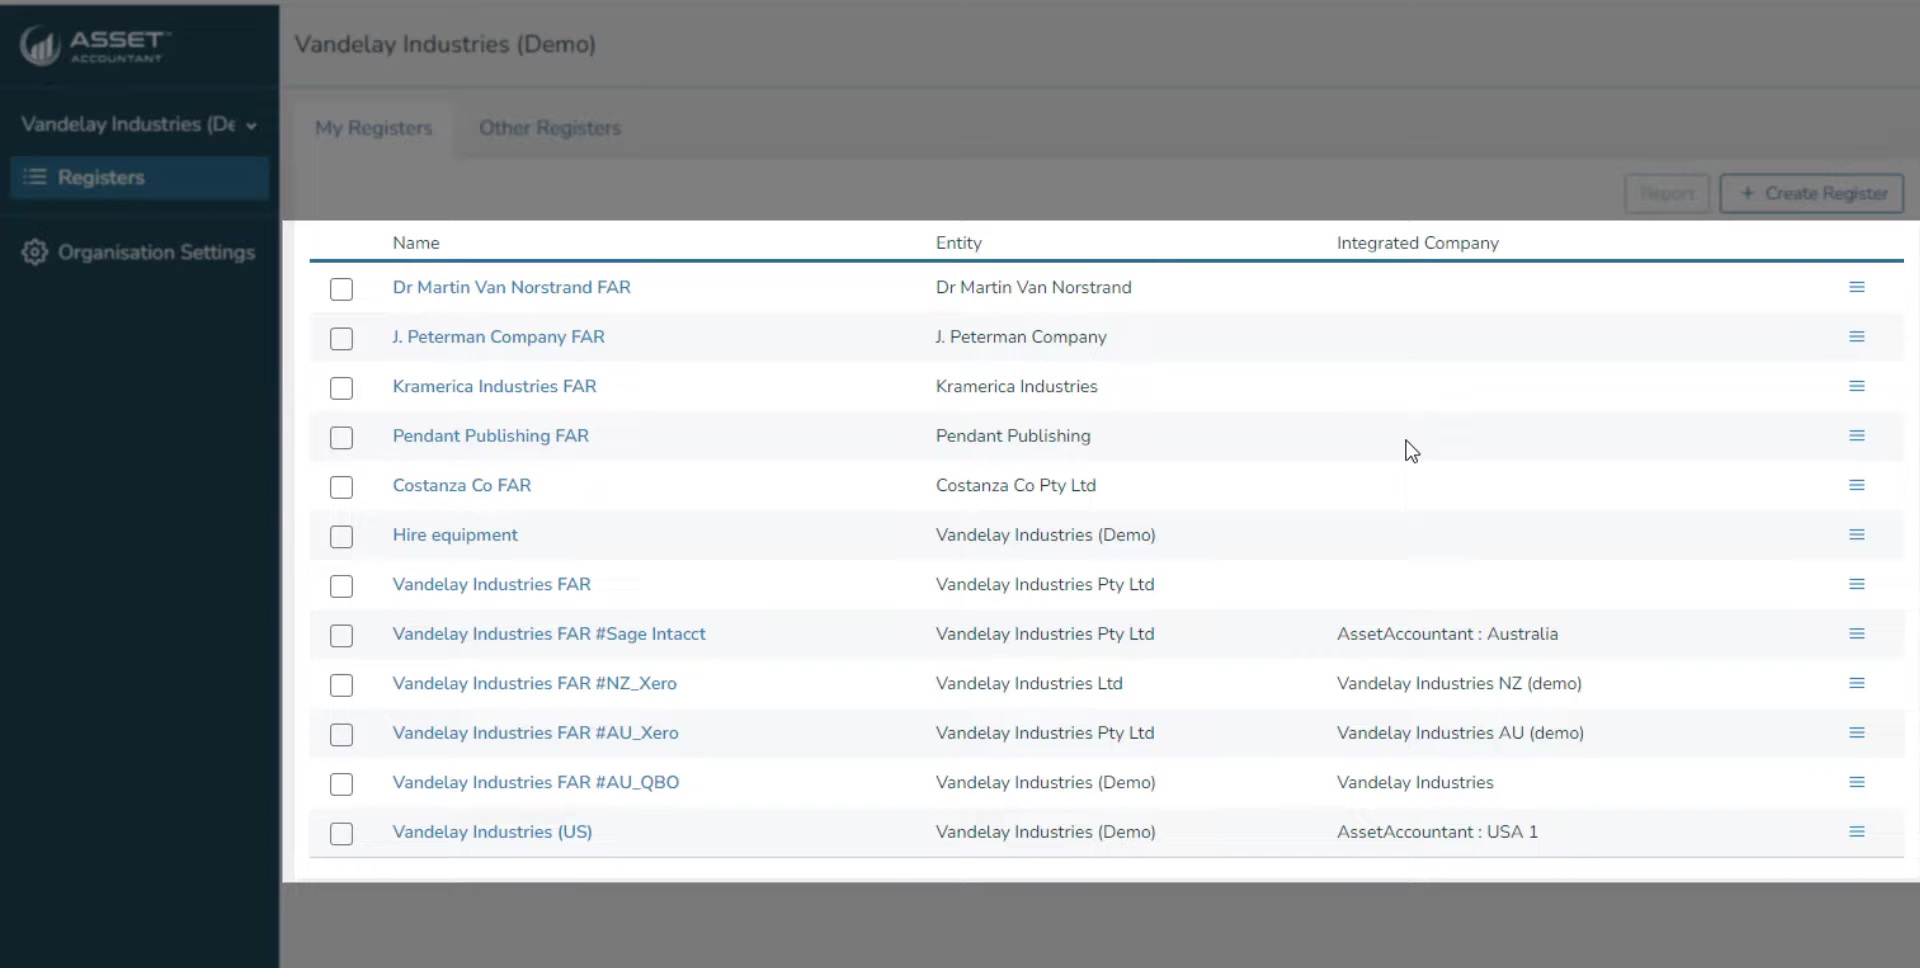 ASSET
ACCOUNTANT
Vandelay Industries (Demo)
Vandelay Industries (De
My Registers Other Registers
Registers
Report + Create Register
Organisation Settings
Name Entity Integrated Company
Dr Martin Van Norstrand FAR Dr Martin Van Norstrand
J. Peterman Company FAR J. Peterman Company
Kramerica Industries FAR Kramerica Industries
Pendant Publishing FAR Pendant Publishing
Costanza Co FAR Costanza Co Pty Ltd
Hire equipment Vandelay Industries (Demo)
Vandelay Industries FAR Vandelay Industries Pty Ltd
Vandelay Industries FAR #Sage Intacct Vandelay Industries Pty Ltd AssetAccountant : Australia
Vandelay Industries FAR #NZ_Xero Vandelay Industries Ltd Vandelay Industries NZ (demo)
Vandelay Industries FAR #AU_Xero Vandelay Industries Pty Ltd Vandelay Industries AU (demo)
Vandelay Industries FAR #AU_QBO Vandelay Industries (Demo) Vandelay Industries
Vandelay Industries (US) Vandelay Industries (Demo) AssetAccountant : USA 1